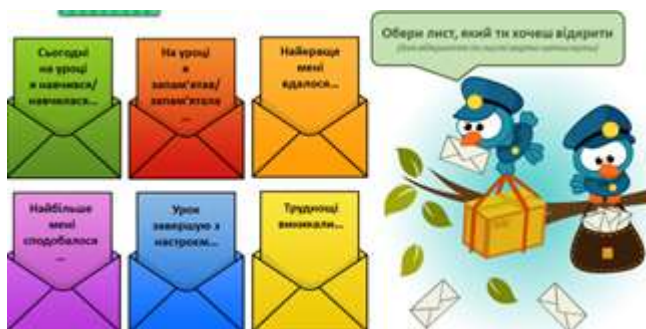 Сьогодні
на уроці
я навчився/
навчилася...
На уроці
я
запам'ятав/
запам'ятала
...
Найкраще
мені
вдалося...
Обери лист, який ти хочеш відкрити
Найбільше
мені
сподобалося
...
Урок
завершую з
настроєм...
Труднощі
виникали...